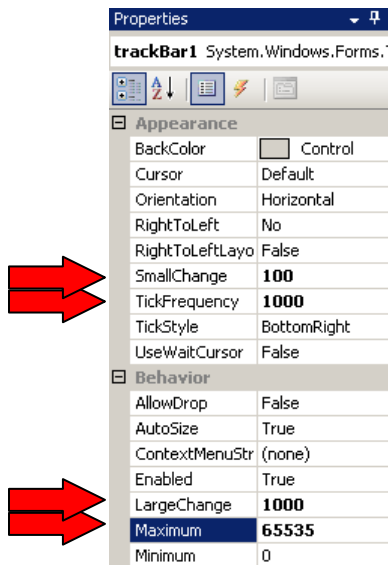 Properties
trackBar1 System.Windows.Forms.
Appearance
BackColor Control
Cursor Default
Orientation Horizontal
RightToLeft No
RightToLeftLayo False
SmallChange 100
TickFrequency 1000
TickStyle BottomRight
UseWaitCursor False
Behavior
AllowDrop False
AutoSize True
ContextMenuStr (none)
Enabled True
LargeChange 1000
Maximum 65535
Minimum 0